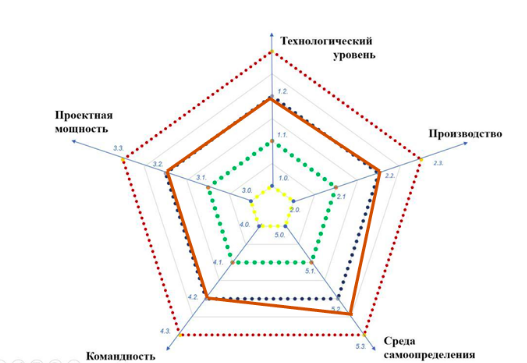 Технологический
уровень
Проектная
мощность
Производство
1.2.
3.3.
3.2.
2.3.
1.1.
2.2.
3.1.
1.0.
2.1
3.0.
2.0.
4.0.
5.0.
4.1.
5.1.
4.2.
5.2.
4.3.
5.3.
Командность
Среда
самоопределения